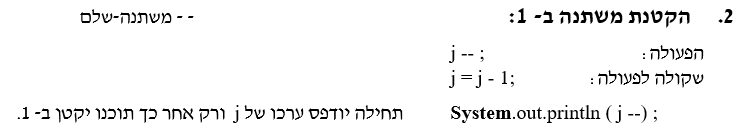 2. הקטנת משתנה ב- 1: - - משתנה-שלם
הפעולה: j -- ;
שקולה לפעולה: j = j - 1;
System.out.println ( j --) ; תחילה יודפס ערכו של j ורק אחר כך תוכנו יקטן ב- 1.